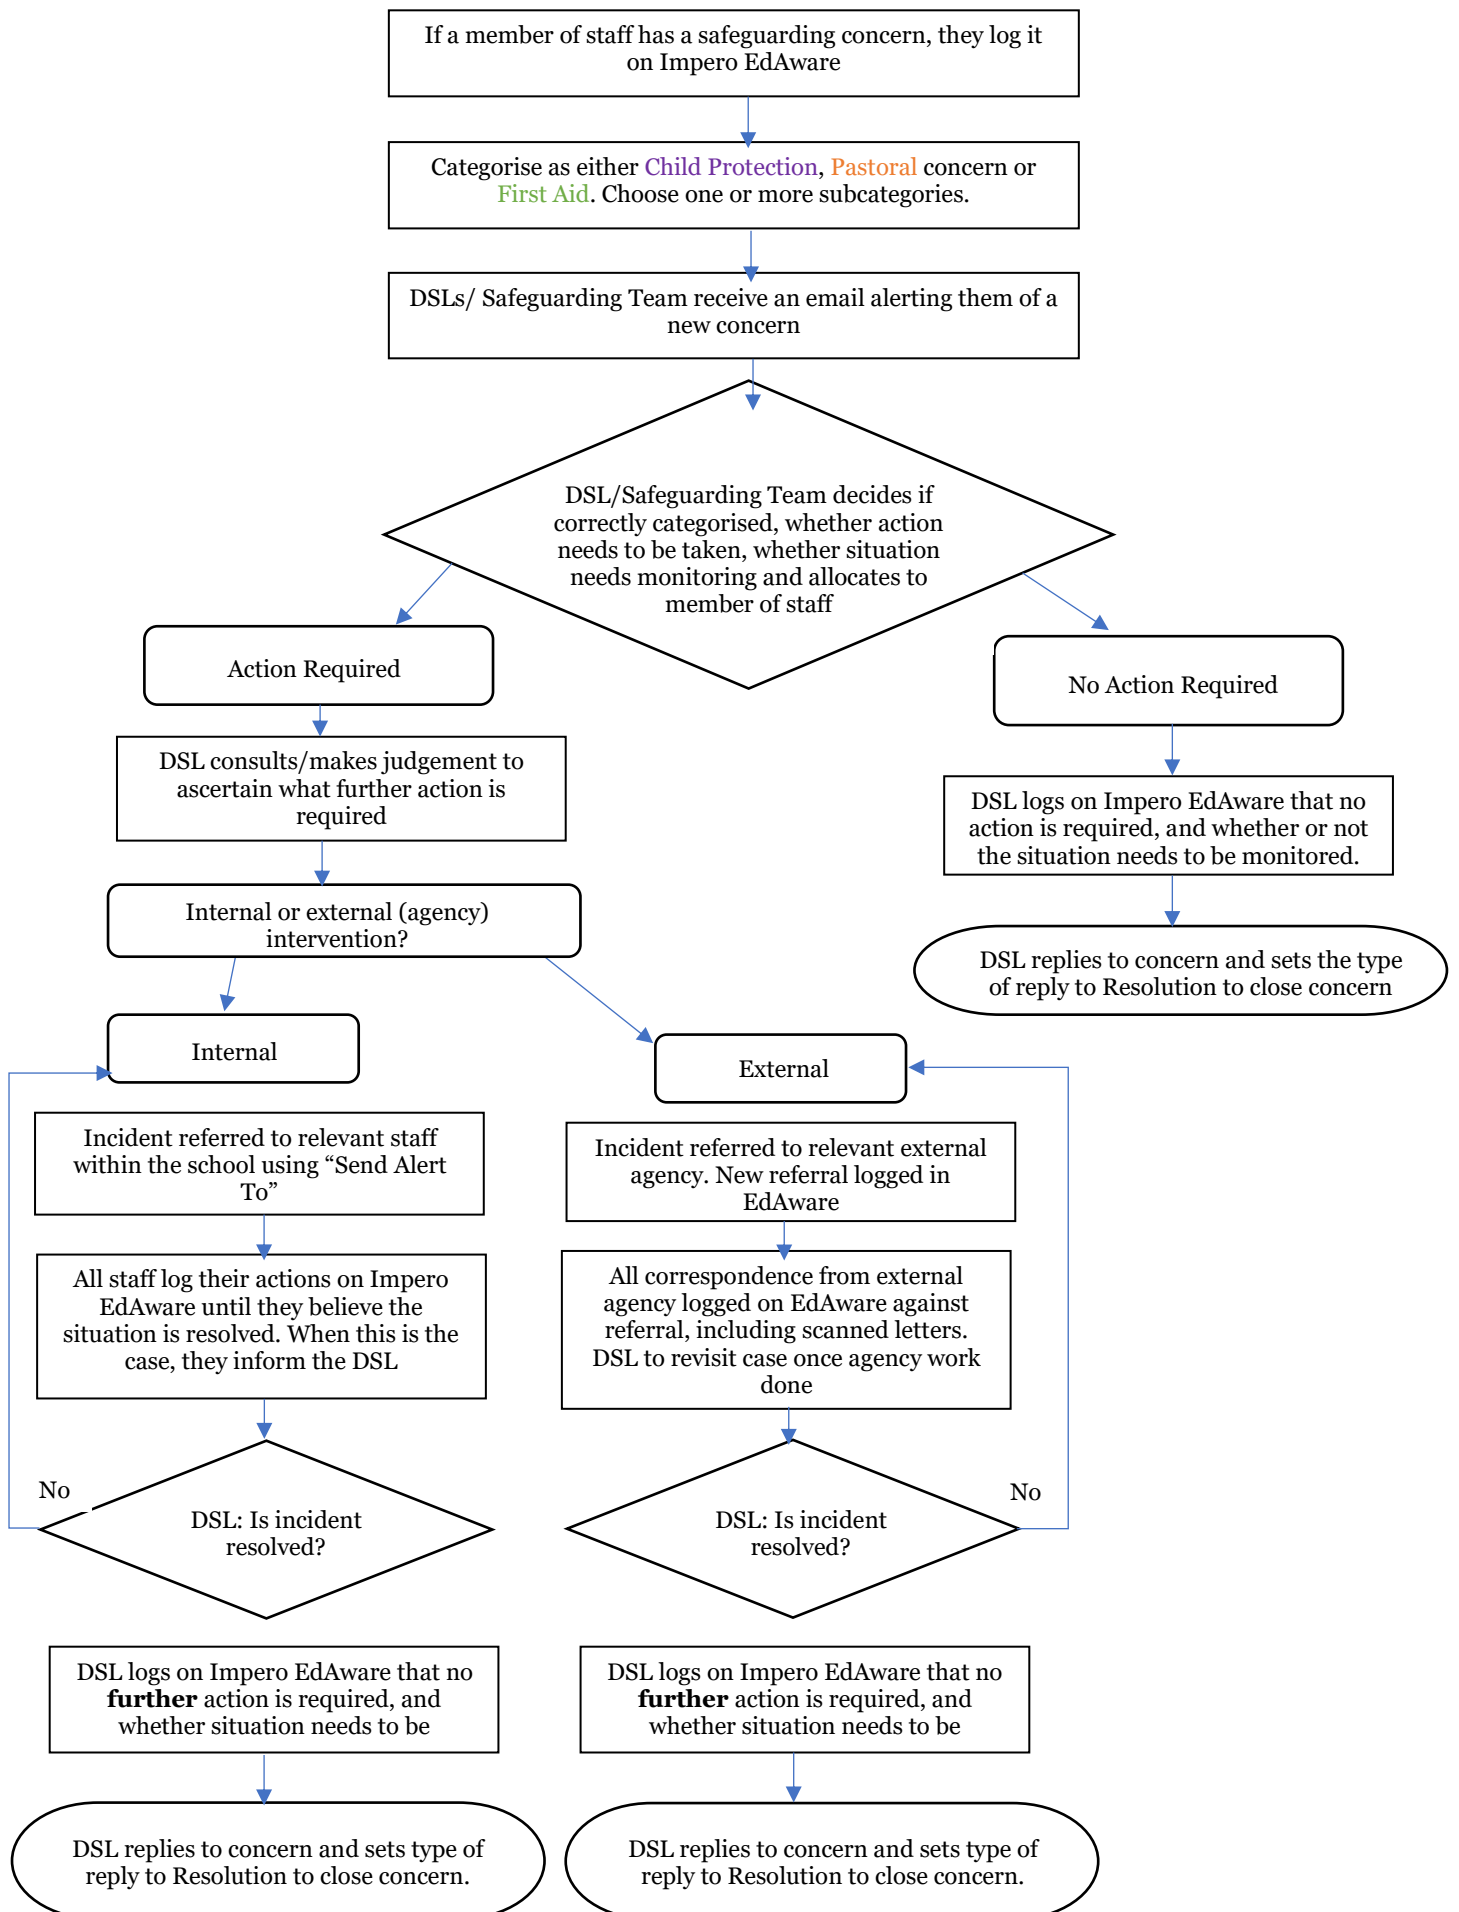 If a member of staff has a safeguarding concern, they log it
on Impero EdAware
Categorise as either Child Protection, Pastoral concern or
First Aid. Choose one or more subcategories.
DSLs/ Safeguarding Team receive an email alerting them of a
new concern
DSL/Safeguarding Team decides if
correctly categorised, whether action
needs to be taken, whether situation
needs monitoring and allocates to
member of staff
Action Required
No Action Required
DSL consults/makes judgement to
ascertain what further action is
required
DSL logs on Impero EdAware that no
action is required, and whether or not
the situation needs to be monitored.
Internal or external (agency)
intervention?
DSL replies to concern and sets the type
of reply to Resolution to close concern
Internal
External
Incident referred to relevant staff
within the school using “Send Alert
To”
Incident referred to relevant external
agency. New referral logged in
EdAware
All staff log their actions on Impero
EdAware until they believe the
situation is resolved. When this is the
case, they inform the DSL
All correspondence from external
agency logged on EdAware against
referral, including scanned letters.
DSL to revisit case once agency work
done
No
DSL: Is incident
resolved?
No
DSL: Is incident
resolved?
DSL logs on Impero EdAware that no
further action is required, and
whether situation needs to be
DSL logs on Impero EdAware that no
further action is required, and
whether situation needs to be
DSL replies to concern and sets type of
reply to Resolution to close concern.
DSL replies to concern and sets type of
reply to Resolution to close concern.